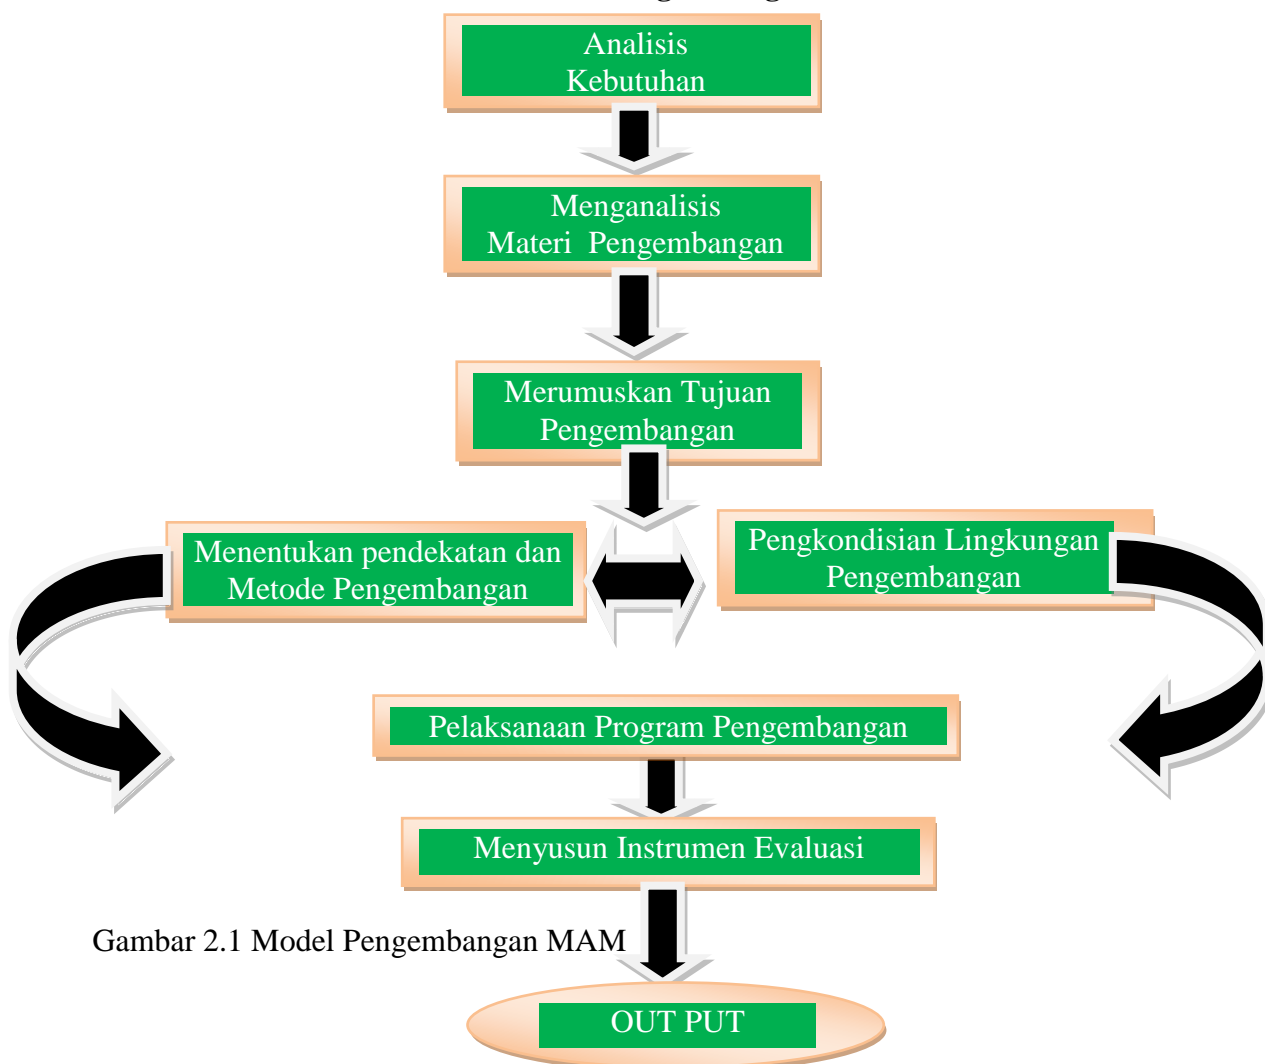 Analisis
Kebutuhan
Menganalisis
Materi Pengembangan
Merumuskan Tujuan
Pengembangan
Menentukan pendekatan dan
Metode Pengembangan
Pengkondisian Lingkungan
Pengembangan
Pelaksanaan Program Pengembangan
Menyusun Instrumen Evaluasi
Gambar 2.1 Model Pengembangan MAM
OUT PUT